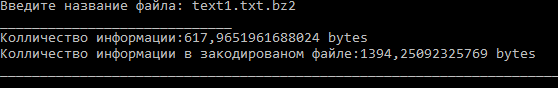 Введите название файла: text1.txt.bz2
Колличество информации:617,9651961688024 bytes
Колличество информации в закодированом файле:1394,25092325769 bytes